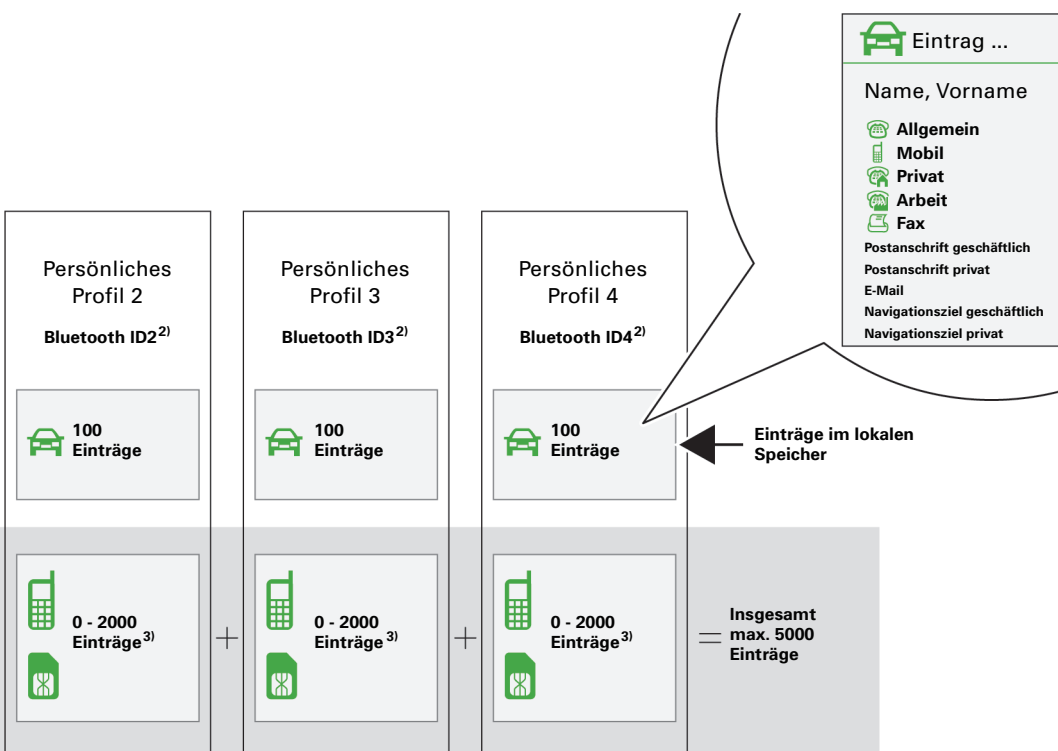 Eintrag ...
Name, Vorname
Allgemein
Mobil
Privat
Arbeit
Fax
Postanschrift geschäftlich
Postanschrift privat
E-Mail
Navigationsziel geschäftlich
Navigationsziel privat
Persönliches
Profil 2
Bluetooth ID2²⁾
Persönliches
Profil 3
Bluetooth ID3²⁾
Persönliches
Profil 4
Bluetooth ID4²⁾
100
Einträge
100
Einträge
100
Einträge
Einträge im lokalen
Speicher
0 - 2000
Einträge³⁾
+
0 - 2000
Einträge³⁾
+
0 - 2000
Einträge³⁾
=
Insgesamt
max. 5000
Einträge